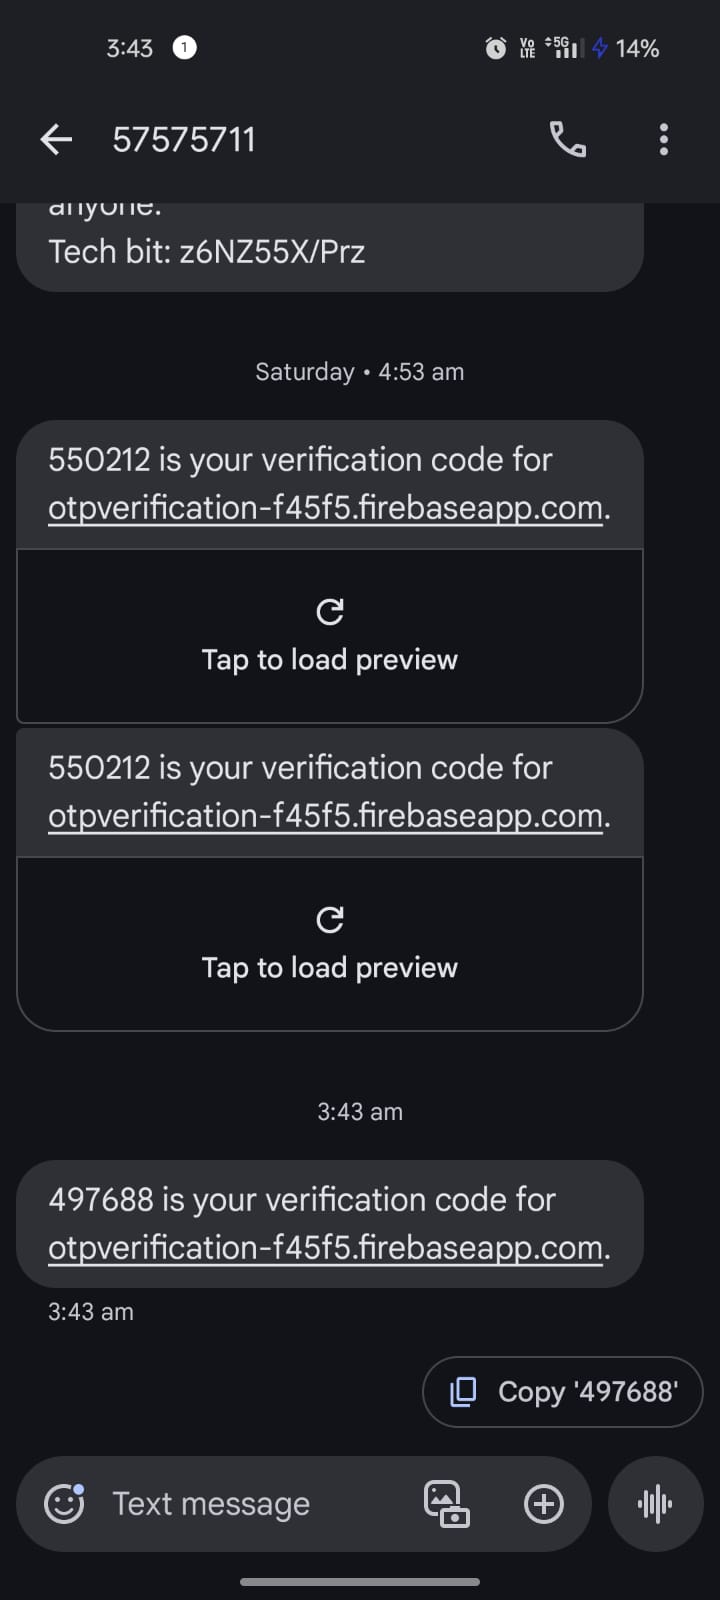 3:43 1 Vo LTE 5G 14%
57575711
anyone.
Tech bit: z6NZ55X/Prz
Saturday • 4:53 am
550212 is your verification code for
otpverification-f45f5.firebaseapp.com.
Tap to load preview
550212 is your verification code for
otpverification-f45f5.firebaseapp.com.
Tap to load preview
3:43 am
497688 is your verification code for
otpverification-f45f5.firebaseapp.com.
3:43 am
Copy '497688'
Text message